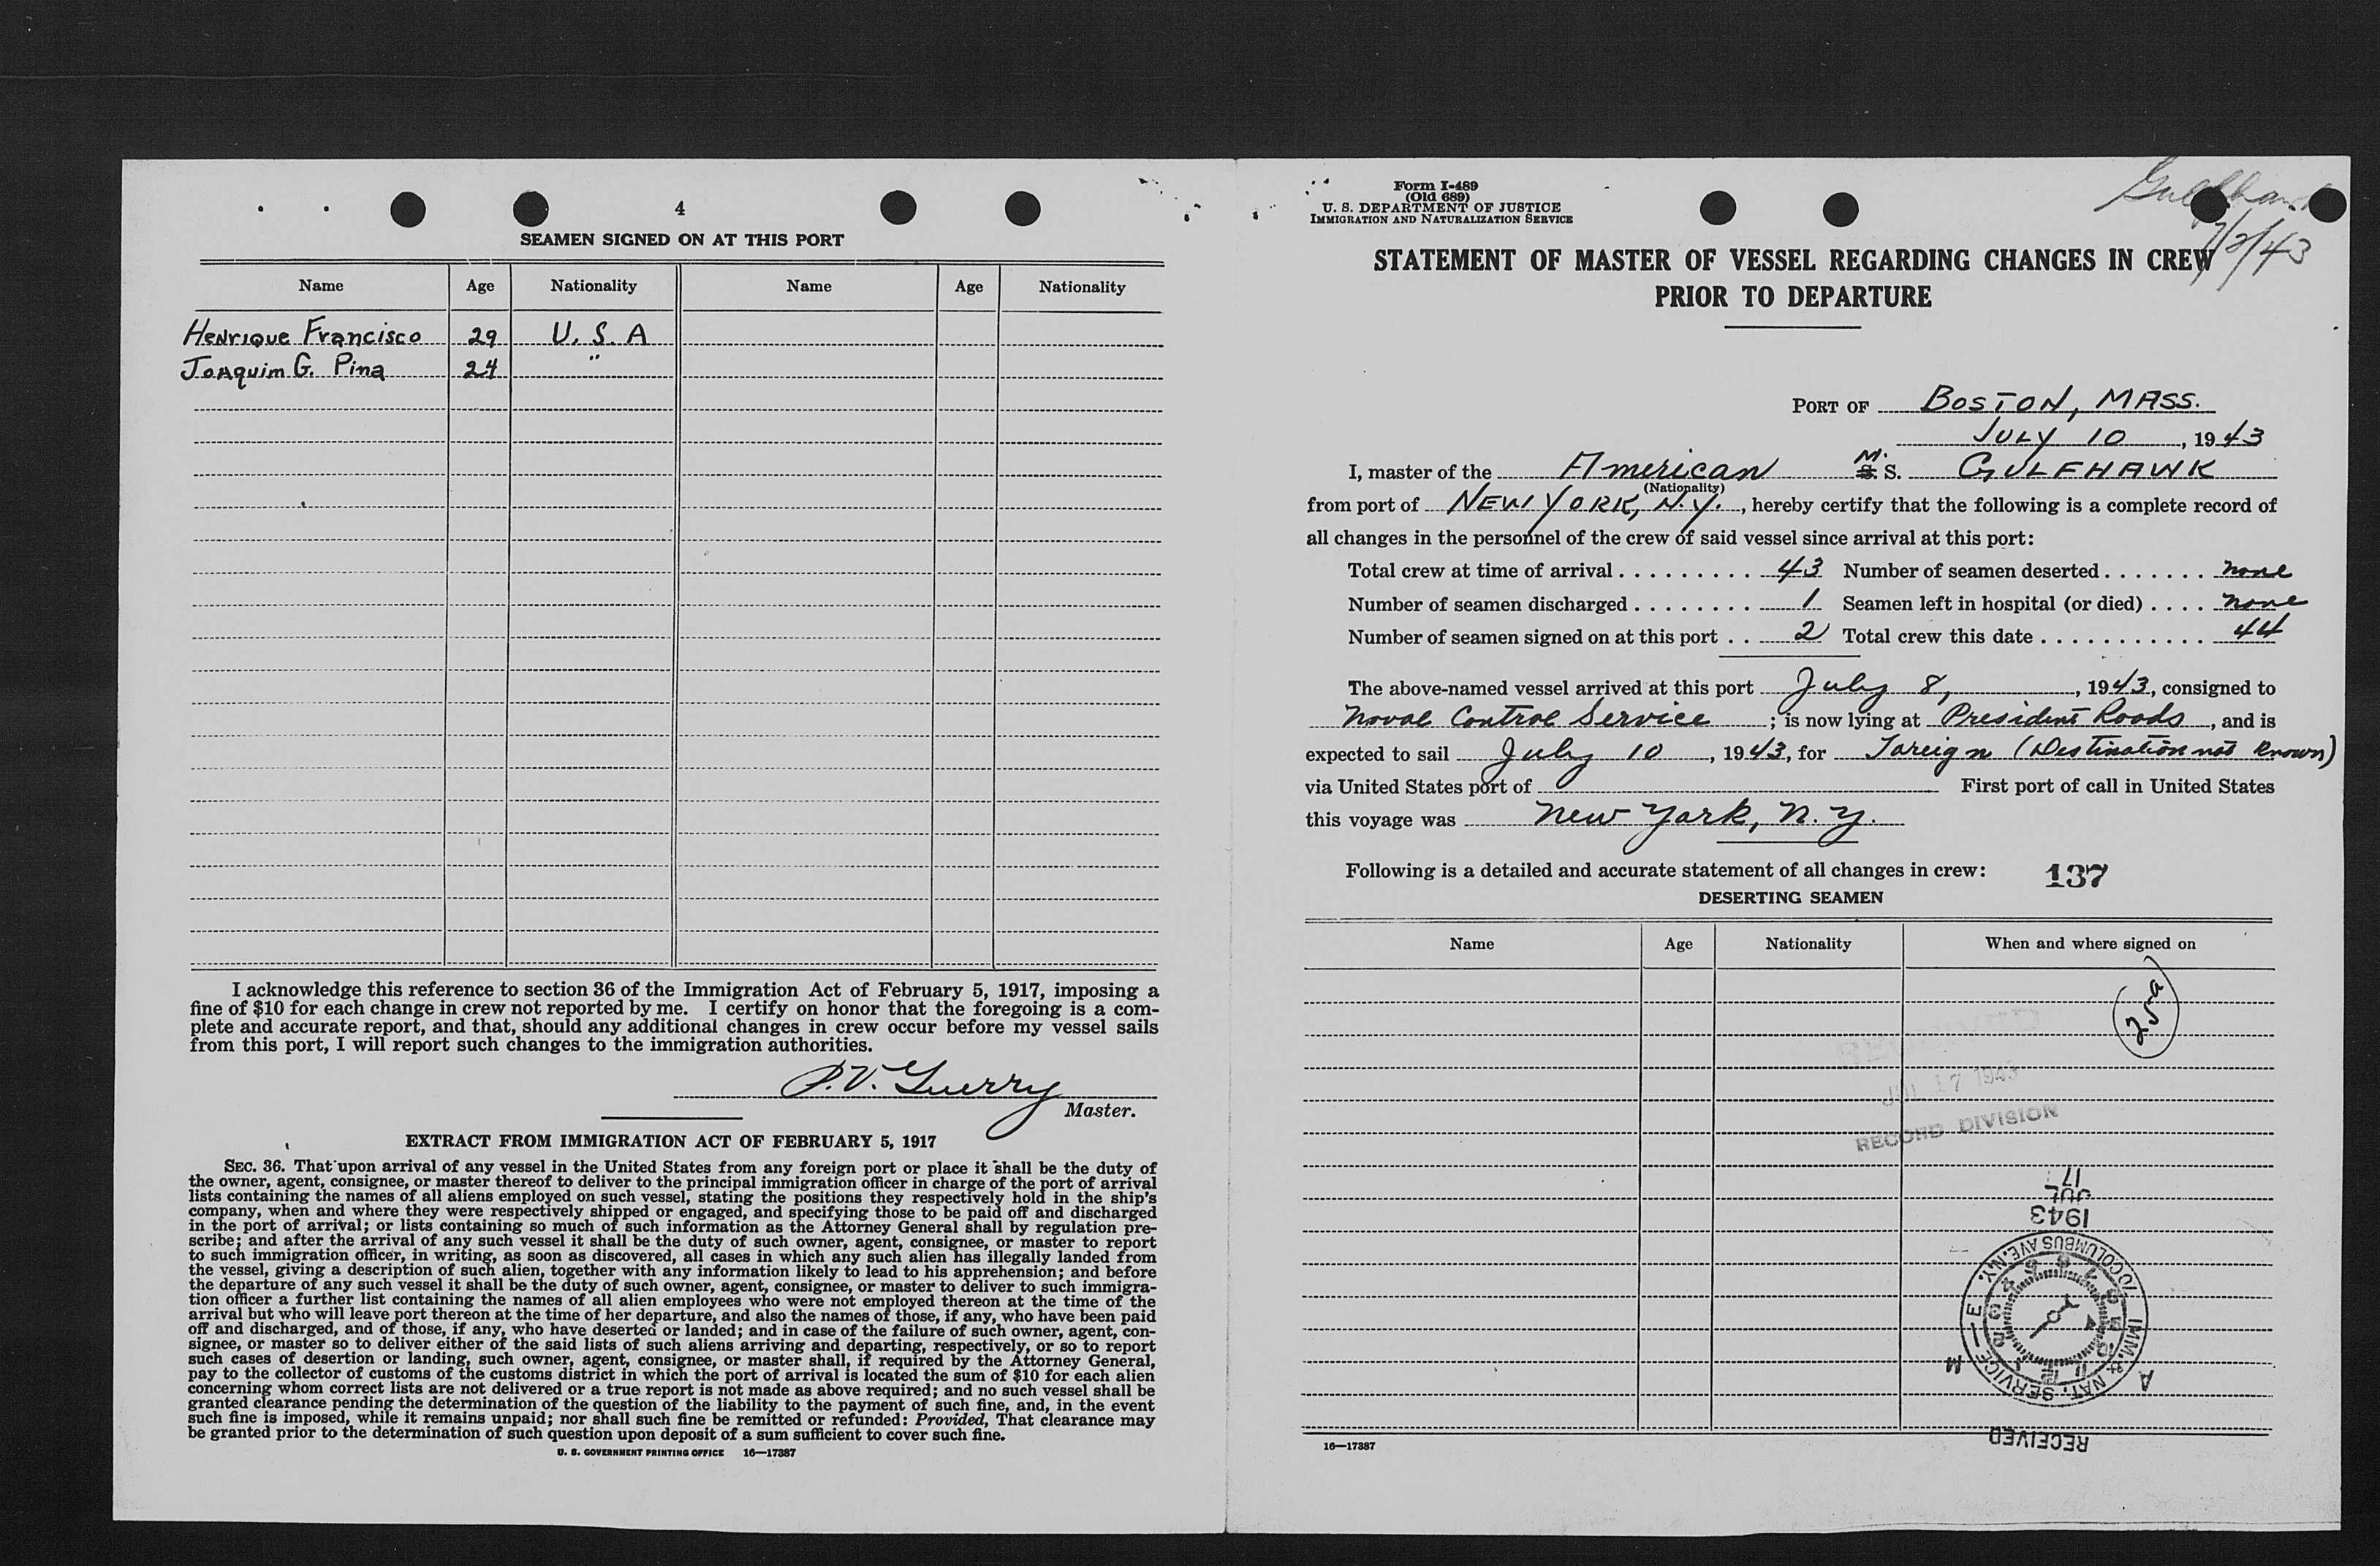 4
SEAMEN SIGNED ON AT THIS PORT
Name Age Nationality Name Age Nationality
Henrique Francisco 29 U. S. A
Joaquim G. Pina 24 "
I acknowledge this reference to section 36 of the Immigration Act of February 5, 1917, imposing a
fine of $10 for each change in crew not reported by me. I certify on honor that the foregoing is a com-
plete and accurate report, and that, should any additional changes in crew occur before my vessel sails
from this port, I will report such changes to the immigration authorities.
P.V. Guerry
Master.
EXTRACT FROM IMMIGRATION ACT OF FEBRUARY 5, 1917
SEC. 36. That upon arrival of any vessel in the United States from any foreign port or place it shall be the duty of
the owner, agent, consignee, or master thereof to deliver to the principal immigration officer in charge of the port of arrival
lists containing the names of all aliens employed on such vessel, stating the positions they respectively hold in the ship's
company, when and where they were respectively shipped or engaged, and specifying those to be paid off and discharged
in the port of arrival; or lists containing so much of such information as the Attorney General shall by regulation pre-
scribe; and after the arrival of any such vessel it shall be the duty of such owner, agent, consignee, or master to report
to such immigration officer, in writing, as soon as discovered, all cases in which any such alien has illegally landed from
the vessel, giving a description of such alien, together with any information likely to lead to his apprehension; and before
the departure of any such vessel it shall be the duty of such owner, agent, consignee, or master to deliver to such immigra-
tion officer a further list containing the names of all alien employees who were not employed thereon at the time of the
arrival but who will leave port thereon at the time of her departure, and also the names of those, if any, who have been paid
off and discharged, and of those, if any, who have deserted or landed; and in case of the failure of such owner, agent, con-
signee, or master so to deliver either of the said lists of such aliens arriving and departing, respectively, or so to report
such cases of desertion or landing, such owner, agent, consignee, or master shall, if required by the Attorney General,
pay to the collector of customs of the customs district in which the port of arrival is located the sum of $10 for each alien
concerning whom correct lists are not delivered or a true report is not made as above required; and no such vessel shall be
granted clearance pending the determination of the question of the liability to the payment of such fine, and, in the event
such fine is imposed, while it remains unpaid; nor shall such fine be remitted or refunded: Provided, That clearance may
be granted prior to the determination of such question upon deposit of a sum sufficient to cover such fine.
U. S. GOVERNMENT PRINTING OFFICE 16—17387
Form I-489
(Old 689)
U. S. DEPARTMENT OF JUSTICE
IMMIGRATION AND NATURALIZATION SERVICE
7/2/43
STATEMENT OF MASTER OF VESSEL REGARDING CHANGES IN CREW
PRIOR TO DEPARTURE
PORT OF BOSTON, MASS.
JULY 10, 1943
I, master of the American M. S. GULFHAWK
(Nationality)
from port of NEW YORK, N.Y., hereby certify that the following is a complete record of
all changes in the personnel of the crew of said vessel since arrival at this port:
Total crew at time of arrival . . . . . . . . . 43 Number of seamen deserted . . . . . . . none
Number of seamen discharged . . . . . . . . 1 Seamen left in hospital (or died) . . . . none
Number of seamen signed on at this port . . 2 Total crew this date . . . . . . . . . . . 44
The above-named vessel arrived at this port July 8, , 1943, consigned to
Naval Control Service ; is now lying at President Roads, and is
expected to sail July 10, 1943, for Foreign (Destination not known)
via United States port of First port of call in United States
this voyage was New York, N.Y.
Following is a detailed and accurate statement of all changes in crew: 137
DESERTING SEAMEN
Name Age Nationality When and where signed on
25a
RECEIVED
JUL 17 1943
RECORD DIVISION
17
JUL
1943
IMM. & NAT. SERVICE — E. 70 COLUMBUS AVE. N.Y.
A M
RECEIVED
16—17387